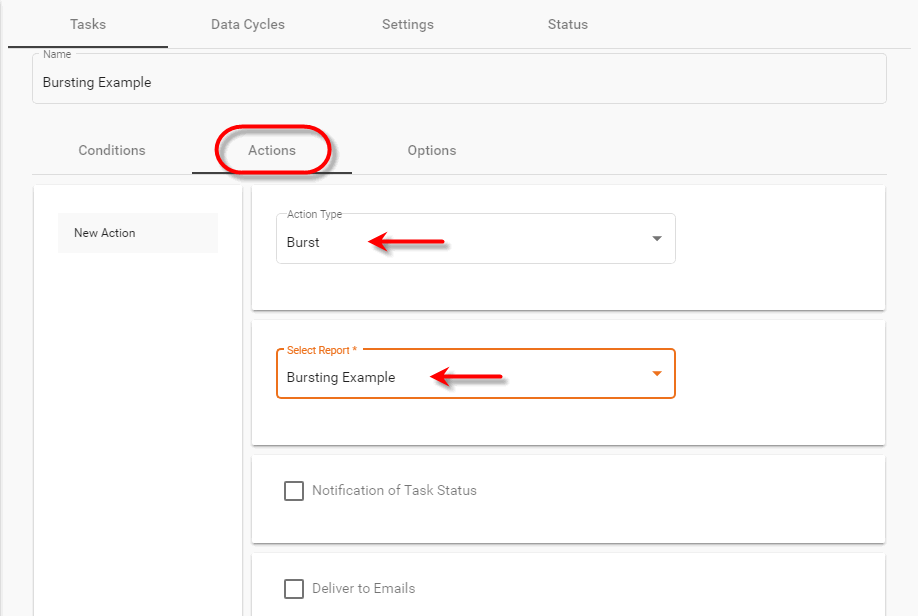 Tasks Data Cycles Settings Status
Name
Bursting Example
Conditions Actions Options
New Action
Action Type
Burst
Select Report *
Bursting Example
Notification of Task Status
Deliver to Emails